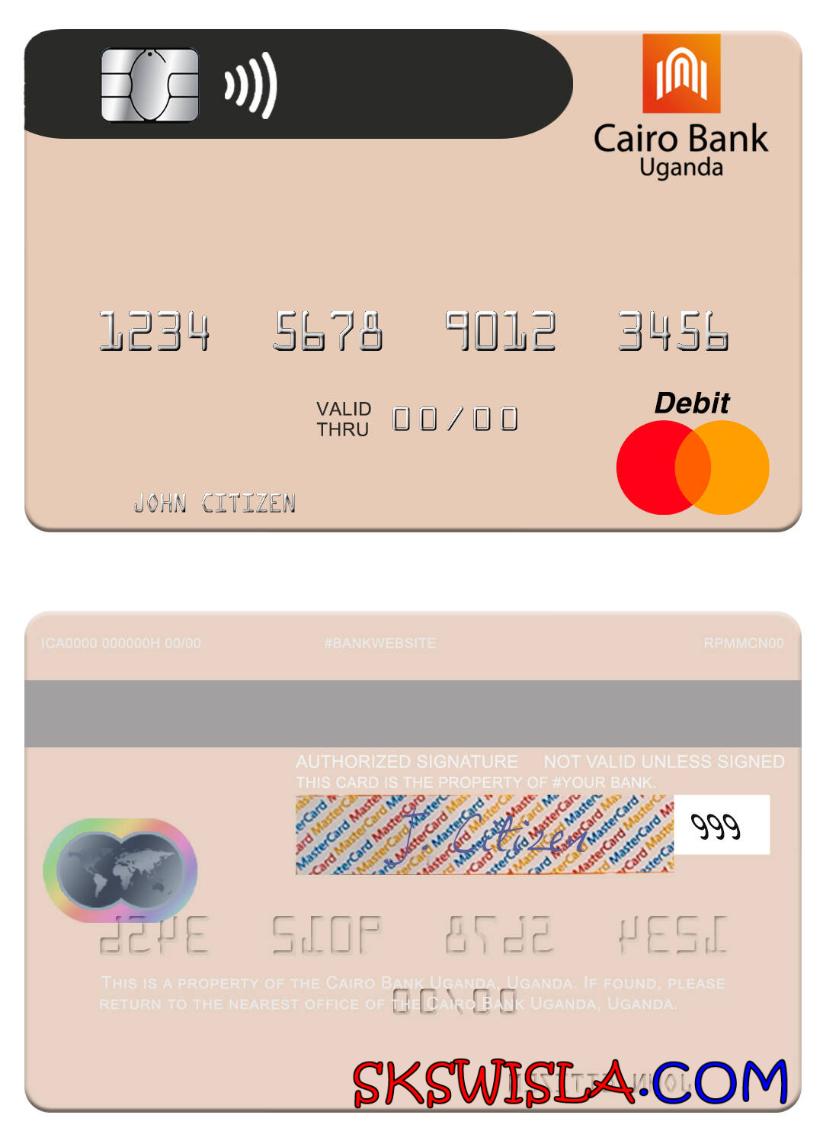 Cairo Bank
Uganda
1234 5678 9012 3456
VALID THRU 00/00
Debit
JOHN CITIZEN
ICA0000 000000H 00/00 #BANKWEBSITE RPMMCN00
AUTHORIZED SIGNATURE NOT VALID UNLESS SIGNED
THIS CARD IS THE PROPERTY OF #YOUR BANK.
MasterCard MasterCard MasterCard
J. Citizen
999
THIS IS A PROPERTY OF THE CAIRO BANK UGANDA, UGANDA. IF FOUND, PLEASE
RETURN TO THE NEAREST OFFICE OF THE CAIRO BANK UGANDA, UGANDA.
SKSWISLA.COM